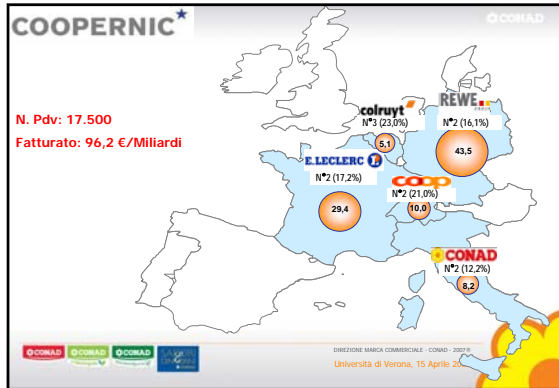 COOPERNIC
CONAD
N. Pdv: 17.500
Fatturato: 96,2 €/Miliardi
colruyt
N°3 (23,0%)
5,1
REWE
N°2 (16,1%)
43,5
E.LECLERC L
N°2 (17,2%)
29,4
coop
N°2 (21,0%)
10,0
CONAD
N°2 (12,2%)
8,2
CONAD
CONAD
CONAD
DIREZIONE MARCA COMMERCIALE - CONAD - 2007 ®
Università di Verona, 15 Aprile